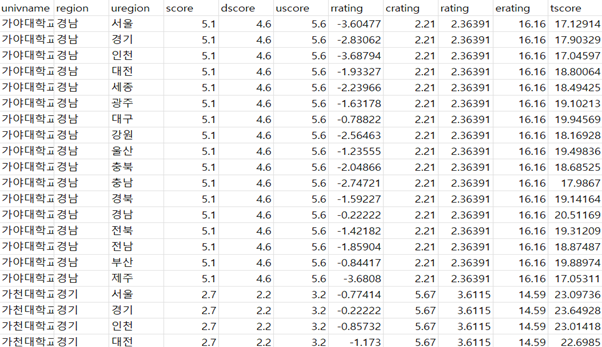 univname region uregion score dscore uscore rrating crating rating erating tscore
가야대학교 경남 서울 5.1 4.6 5.6 -3.60477 2.21 2.36391 16.16 17.12914
가야대학교 경남 경기 5.1 4.6 5.6 -2.83062 2.21 2.36391 16.16 17.90329
가야대학교 경남 인천 5.1 4.6 5.6 -3.68794 2.21 2.36391 16.16 17.04597
가야대학교 경남 대전 5.1 4.6 5.6 -1.93327 2.21 2.36391 16.16 18.80064
가야대학교 경남 세종 5.1 4.6 5.6 -2.23966 2.21 2.36391 16.16 18.49425
가야대학교 경남 광주 5.1 4.6 5.6 -1.63178 2.21 2.36391 16.16 19.10213
가야대학교 경남 대구 5.1 4.6 5.6 -0.78822 2.21 2.36391 16.16 19.94569
가야대학교 경남 강원 5.1 4.6 5.6 -2.56463 2.21 2.36391 16.16 18.16928
가야대학교 경남 울산 5.1 4.6 5.6 -1.23555 2.21 2.36391 16.16 19.49836
가야대학교 경남 충북 5.1 4.6 5.6 -2.04866 2.21 2.36391 16.16 18.68525
가야대학교 경남 충남 5.1 4.6 5.6 -2.74721 2.21 2.36391 16.16 17.9867
가야대학교 경남 경북 5.1 4.6 5.6 -1.59227 2.21 2.36391 16.16 19.14164
가야대학교 경남 경남 5.1 4.6 5.6 -0.22222 2.21 2.36391 16.16 20.51169
가야대학교 경남 전북 5.1 4.6 5.6 -1.42182 2.21 2.36391 16.16 19.31209
가야대학교 경남 전남 5.1 4.6 5.6 -1.85904 2.21 2.36391 16.16 18.87487
가야대학교 경남 부산 5.1 4.6 5.6 -0.84417 2.21 2.36391 16.16 19.88974
가야대학교 경남 제주 5.1 4.6 5.6 -3.6808 2.21 2.36391 16.16 17.05311
가천대학교 경기 서울 2.7 2.2 3.2 -0.77414 5.67 3.6115 14.59 23.09736
가천대학교 경기 경기 2.7 2.2 3.2 -0.22222 5.67 3.6115 14.59 23.64928
가천대학교 경기 인천 2.7 2.2 3.2 -0.85732 5.67 3.6115 14.59 23.01418
가천대학교 경기 대전 2.7 2.2 3.2 -1.173 5.67 3.6115 14.59 22.6985